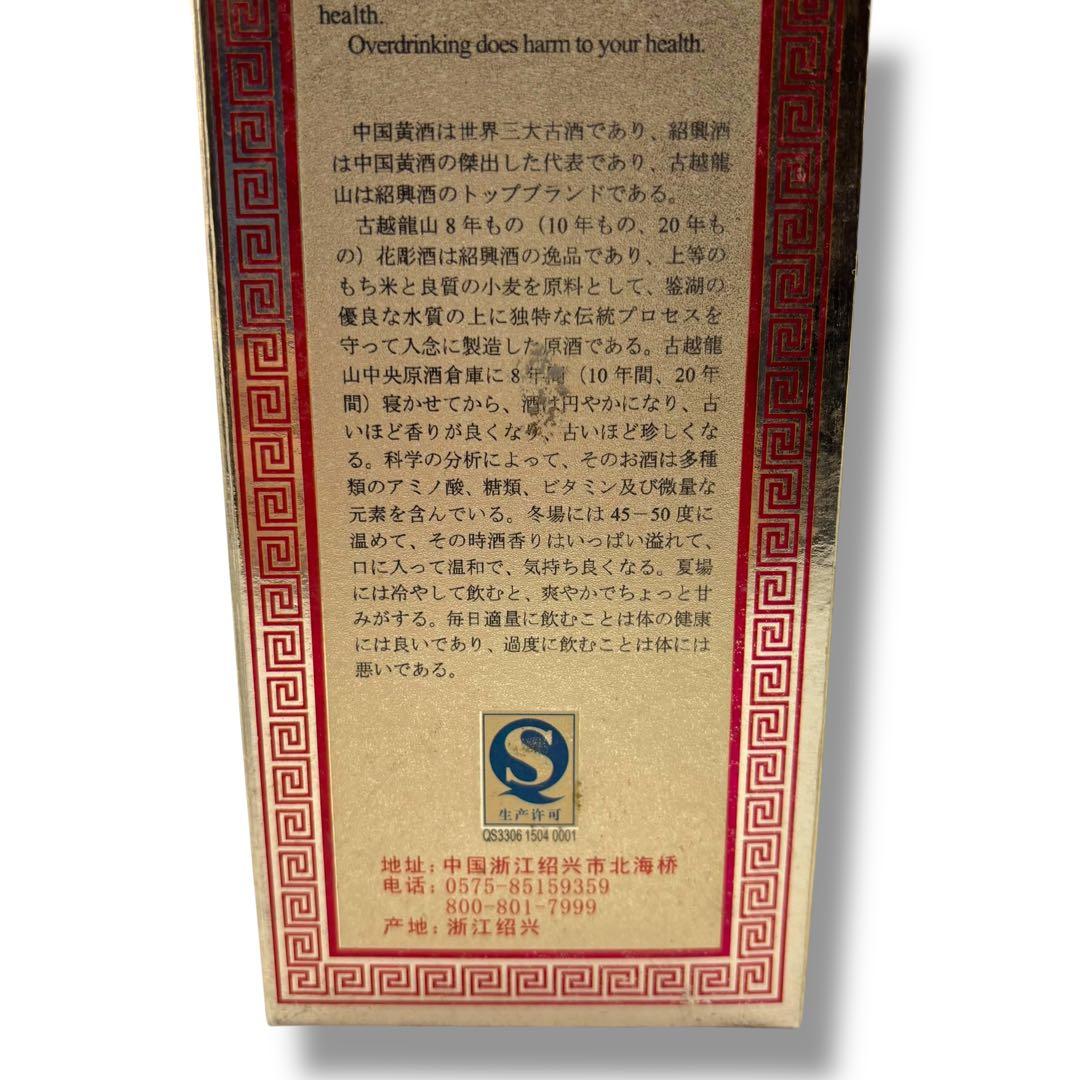 health.
Overdrinking does harm to your health.
中国黄酒は世界三大古酒であり、紹興酒
は中国黄酒の傑出した代表であり、古越龍
山は紹興酒のトップブランドである。
古越龍山 8 年もの（10 年もの、20 年も
の）花彫酒は紹興酒の逸品であり、上等の
もち米と良質の小麦を原料として、鉴湖の
優良な水質の上に独特な伝統プロセスを
守って入念に製造した原酒である。古越龍
山中央原酒倉庫に 8 年間（10 年間、20 年
間）寝かせてから、酒は円やかになり、古
いほど香りが良くなり、古いほど珍しくな
る。科学の分析によって、そのお酒は多種
類のアミノ酸、糖類、ビタミン及び微量な
元素を含んでいる。冬場には 45－50 度に
温めて、その時酒香りはいっぱい溢れて、
口に入って温和で、気持ち良くなる。夏場
には冷やして飲むと、爽やかでちょっと甘
みがする。毎日適量に飲むことは体の健康
には良いであり、過度に飲むことは体には
悪いである。
S
生产许可
QS3306 1504 0001
地址：中国浙江绍兴市北海桥
电话：0575-85159359
800-801-7999
产地：浙江绍兴